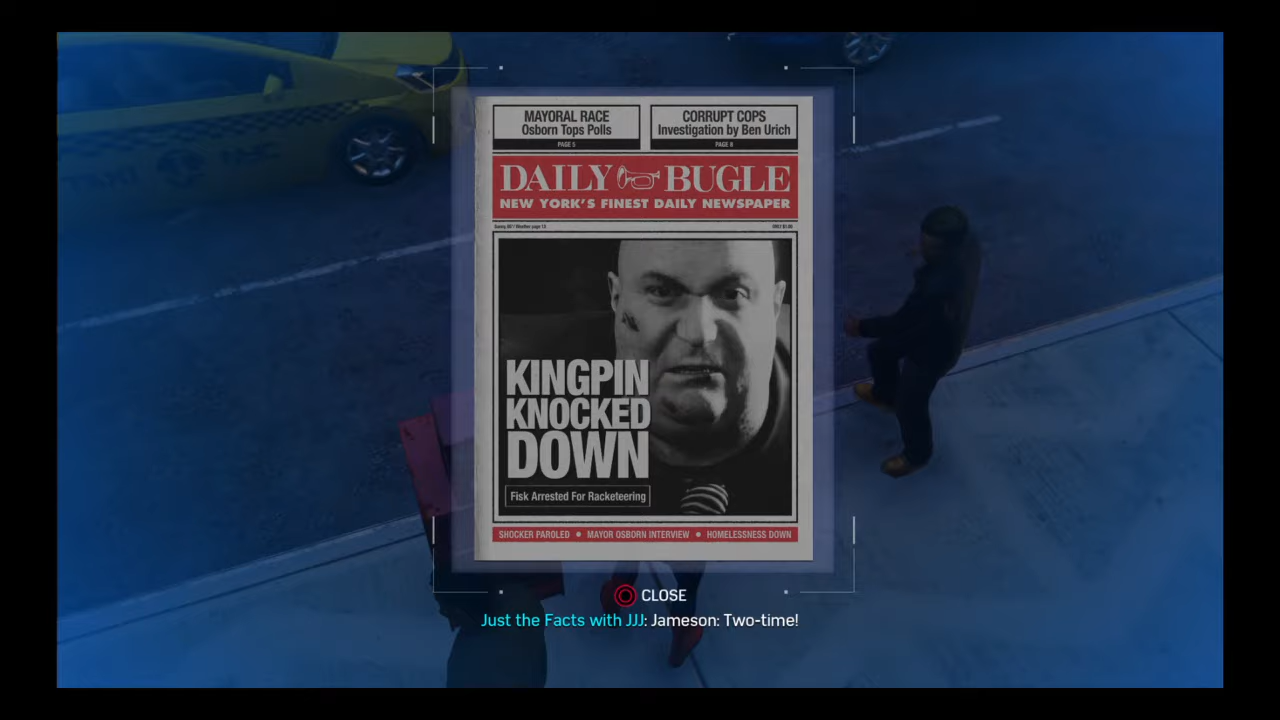 MAYORAL RACE
Osborn Tops Polls
PAGE 5
CORRUPT COPS
Investigation by Ben Urich
PAGE 8
DAILY BUGLE
NEW YORK'S FINEST DAILY NEWSPAPER
KINGPIN
KNOCKED
DOWN
Fisk Arrested For Racketeering
SHOCKER PAROLED • MAYOR OSBORN INTERVIEW • HOMELESSNESS DOWN
CLOSE
Just the Facts with JJJ: Jameson: Two-time!